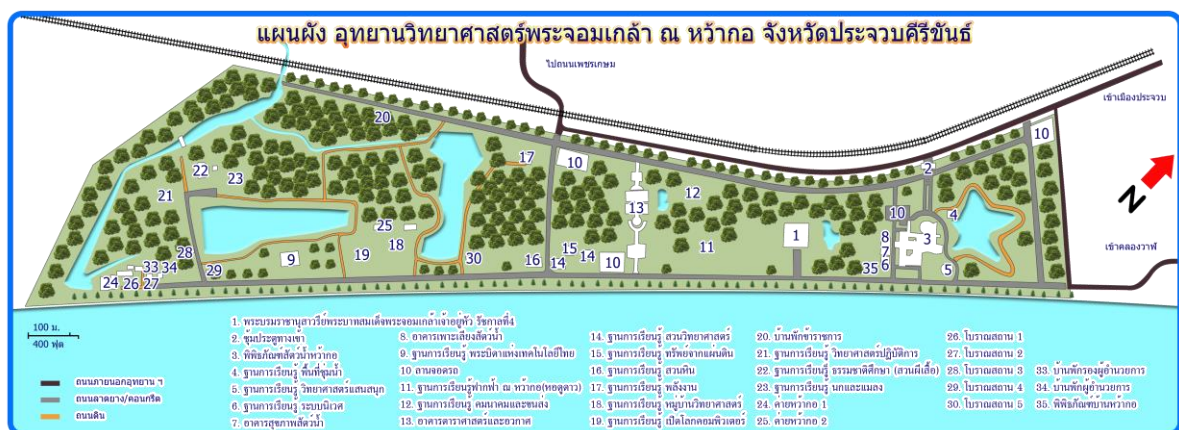 แผนผัง อุทยานวิทยาศาสตร์พระจอมเกล้า ณ หว้ากอ จังหวัดประจวบคีรีขันธ์
ไปถนนเพชรเกษม
เข้าเมืองประจวบ
เข้าคลองวาฬ
N
20
10
2
22
23
17
10
12
21
13
4
10
25
18
28
9
19
30
16
15
14
14
10
11
1
8
7
6
35
3
5
29
33
34
24
26
27
100 ม.
400 ฟุต
ถนนภายนอกอุทยาน ฯ
ถนนลาดยาง/คอนกรีต
ถนนดิน
1. พระบรมราชานุสาวรีย์พระบาทสมเด็จพระจอมเกล้าเจ้าอยู่หัว รัชกาลที่4
2. ซุ้มประตูทางเข้า
3. พิพิธภัณฑ์สัตว์น้ำหว้ากอ
4. ฐานการเรียนรู้ พื้นที่ชุ่มน้ำ
5. ฐานการเรียนรู้ วิทยาศาสตร์แสนสนุก
6. ฐานการเรียนรู้ ระบบนิเวศ
7. อาคารสุขภาพสัตว์น้ำ
8. อาคารเพาะเลี้ยงสัตว์น้ำ
9. ฐานการเรียนรู้ พระบิดาแห่งเทคโนโลยีไทย
10 ลานจอดรถ
11. ฐานการเรียนรู้ฟากฟ้า ณ หว้ากอ(หอดูดาว)
12. ฐานการเรียนรู้ คมนาคมและขนส่ง
13. อาคารดาราศาสตร์และอวกาศ
14. ฐานการเรียนรู้ สวนวิทยาศาสตร์
15. ฐานการเรียนรู้ ทรัพย์จากแผ่นดิน
16. ฐานการเรียนรู้ สวนหิน
17. ฐานการเรียนรู้ พลังงาน
18. ฐานการเรียนรู้ หมู่บ้านวิทยาศาสตร์
19. ฐานการเรียนรู้ เปิดโลกคอมพิวเตอร์
20. บ้านพักข้าราชการ
21. ฐานการเรียนรู้ วิทยาศาสตร์ปฏิบัติการ
22. ฐานการเรียนรู้ ธรรมชาติศึกษา (สวนผีเสื้อ)
23. ฐานการเรียนรู้ นกและแมลง
24. ค่ายหว้ากอ 1
25. ค่ายหว้ากอ 2
26. โบราณสถาน 1
27. โบราณสถาน 2
28. โบราณสถาน 3
29. โบราณสถาน 4
30. โบราณสถาน 5
33. บ้านพักรองผู้อำนวยการ
34. บ้านพักผู้อำนวยการ
35. พิพิธภัณฑ์บ้านหว้ากอ